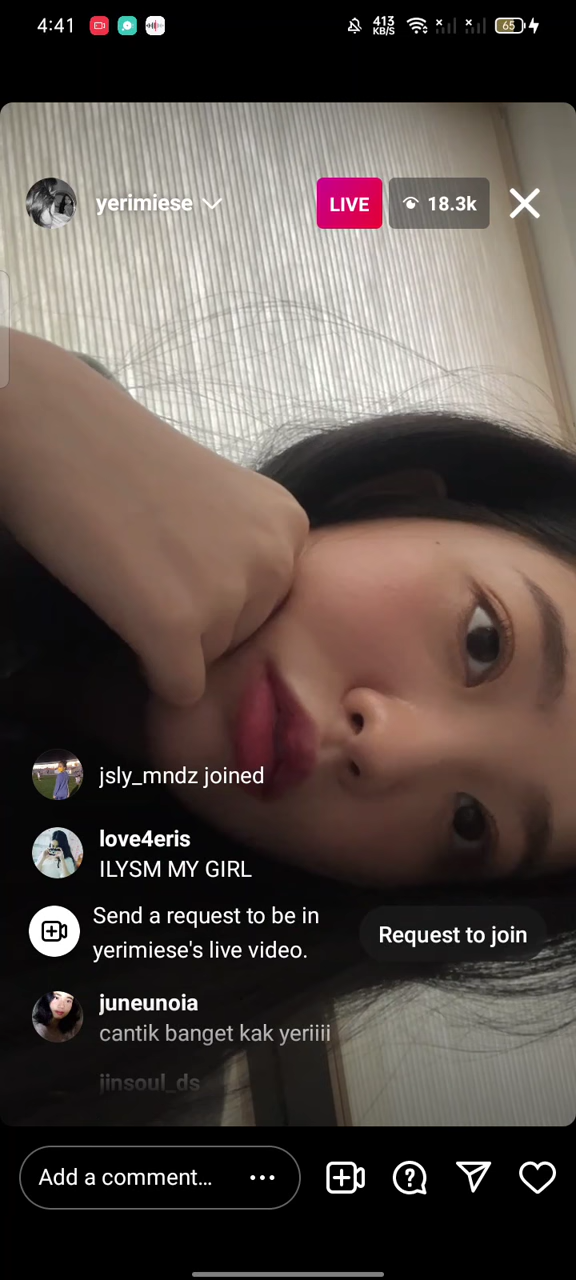 4:41
413
KB/S
65
yerimiese
LIVE
18.3k
jsly_mndz joined
love4eris
ILYSM MY GIRL
Send a request to be in
yerimiese's live video.
Request to join
juneunoia
cantik banget kak yeriiii
jinsoul_ds
Add a comment...